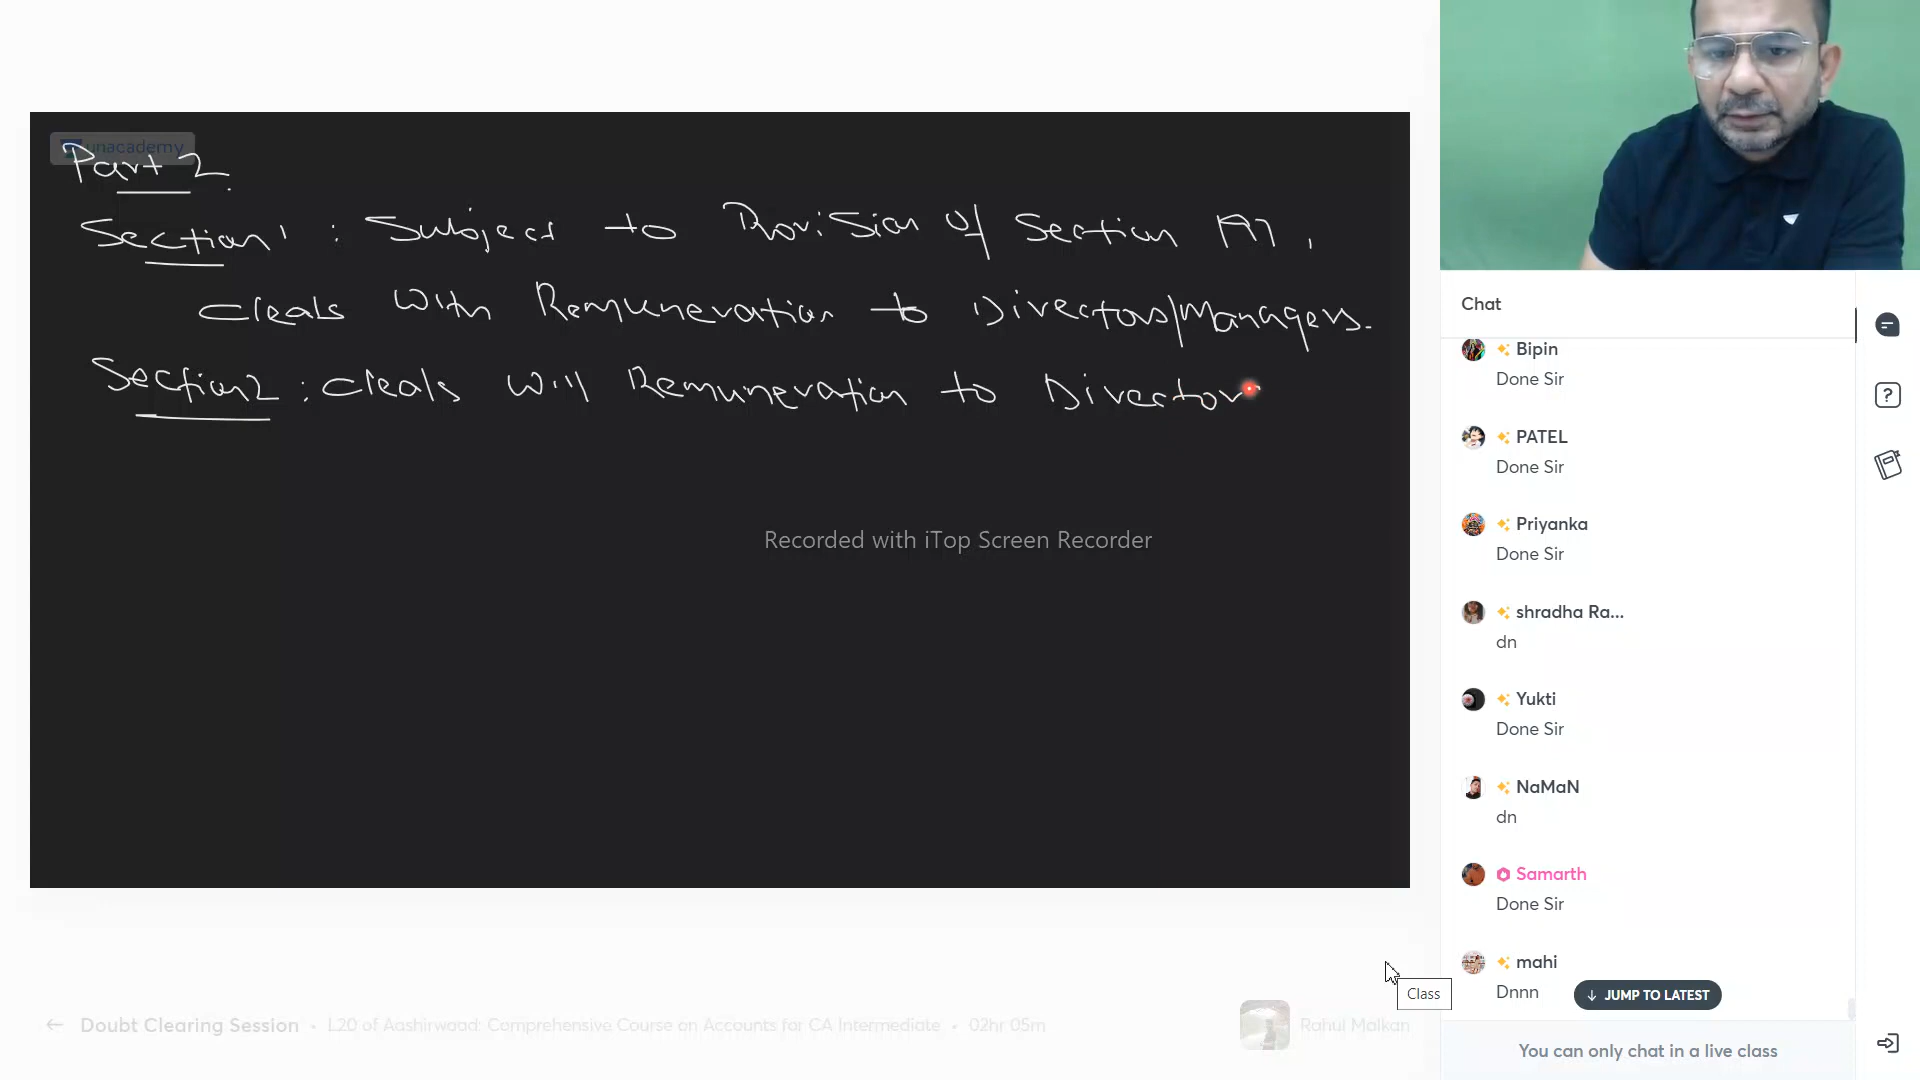 unacademy
Part 2.
Section 1 : Subject to Provision of Section 197,
deals with Remuneration to Directors/Managers.
Section 2 : deals will Remuneration to Director
Recorded with iTop Screen Recorder
Chat
Bipin
Done Sir
PATEL
Done Sir
Priyanka
Done Sir
shradha Ra...
dn
Yukti
Done Sir
NaMaN
dn
Samarth
Done Sir
mahi
Dnnn
↓ JUMP TO LATEST
Class
← Doubt Clearing Session • L20 of Aashirwaad: Comprehensive Course on Accounts for CA Intermediate • 02hr 05m
Rahul Malkan
You can only chat in a live class